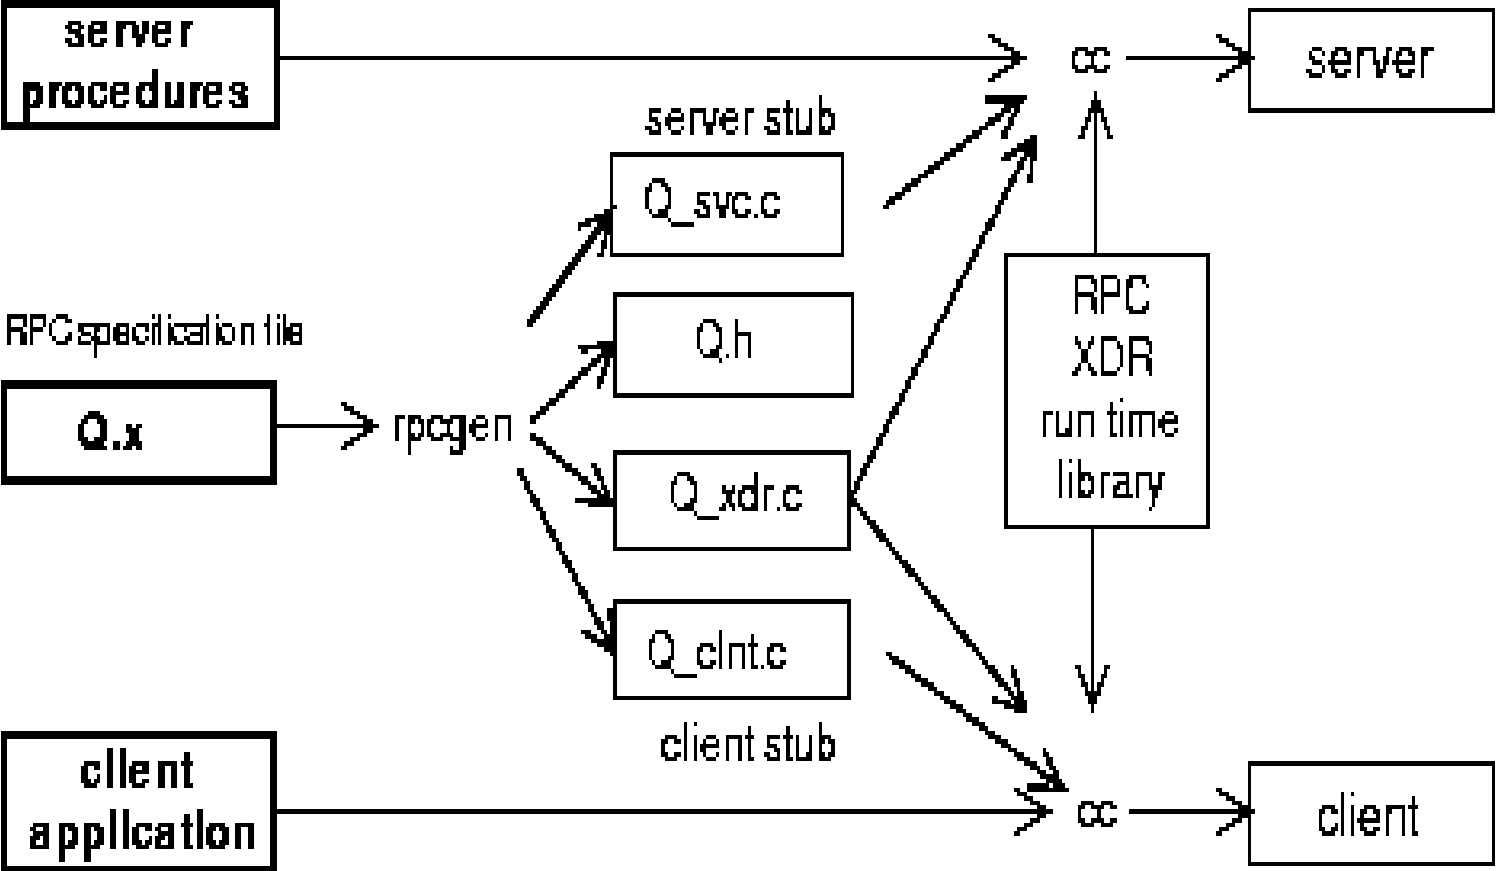 server
procedures
cc
server
server stub
Q_svc.c
RPC specification file
Q.h
RPC
XDR
run time
library
Q.x
rpcgen
Q_xdr.c
Q_clnt.c
client stub
client
application
cc
client